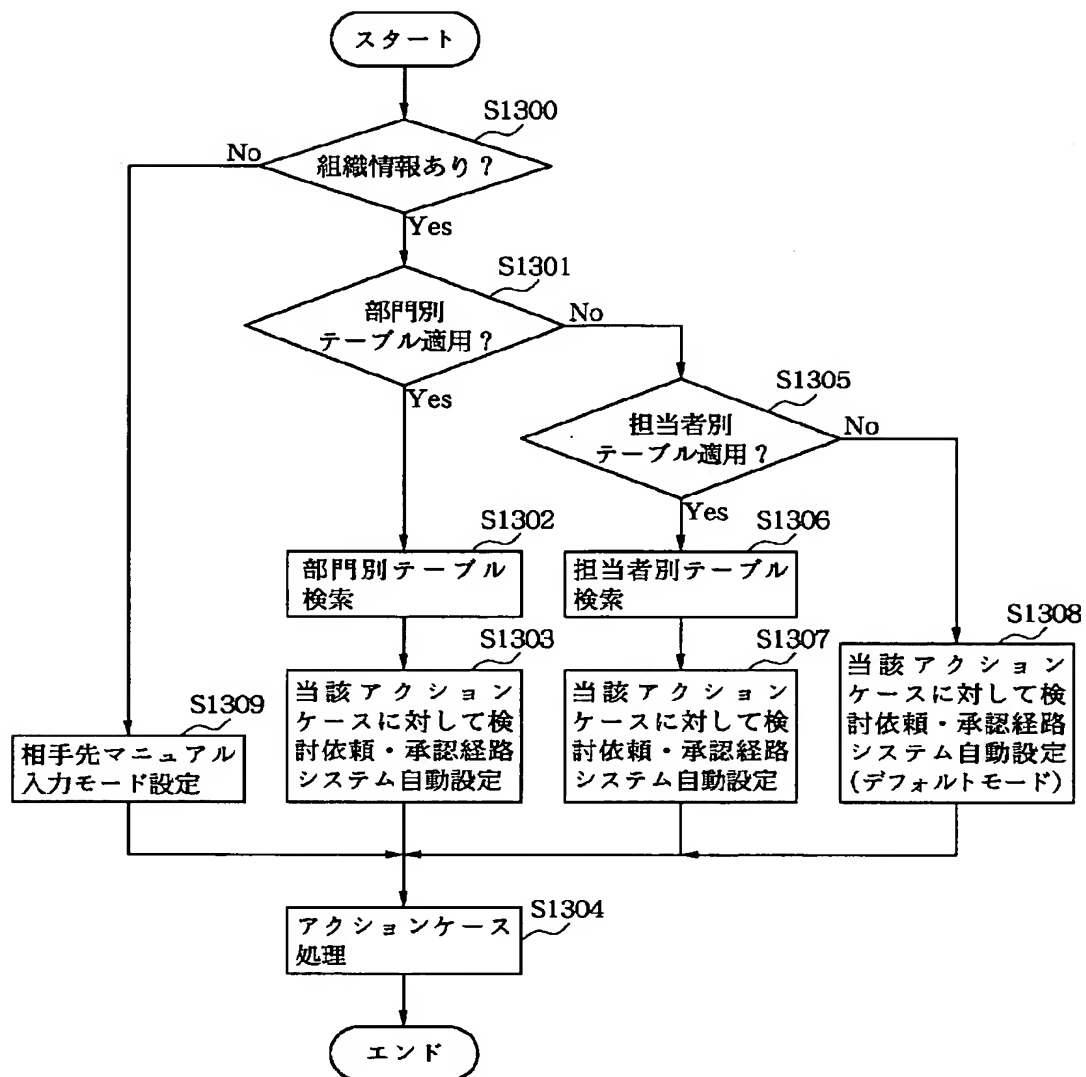 スタート
S1300
No
組織情報あり？
Yes
S1301
部門別
テーブル適用？
No
Yes
S1305
担当者別
テーブル適用？
No
Yes
S1302
部門別テーブル
検索
S1306
担当者別テーブル
検索
S1303
当該アクション
ケースに対して検
討依頼・承認経路
システム自動設定
S1307
当該アクション
ケースに対して検
討依頼・承認経路
システム自動設定
S1308
当該アクション
ケースに対して検
討依頼・承認経路
システム自動設定
(デフォルトモード)
S1309
相手先マニュアル
入力モード設定
S1304
アクションケース
処理
エンド